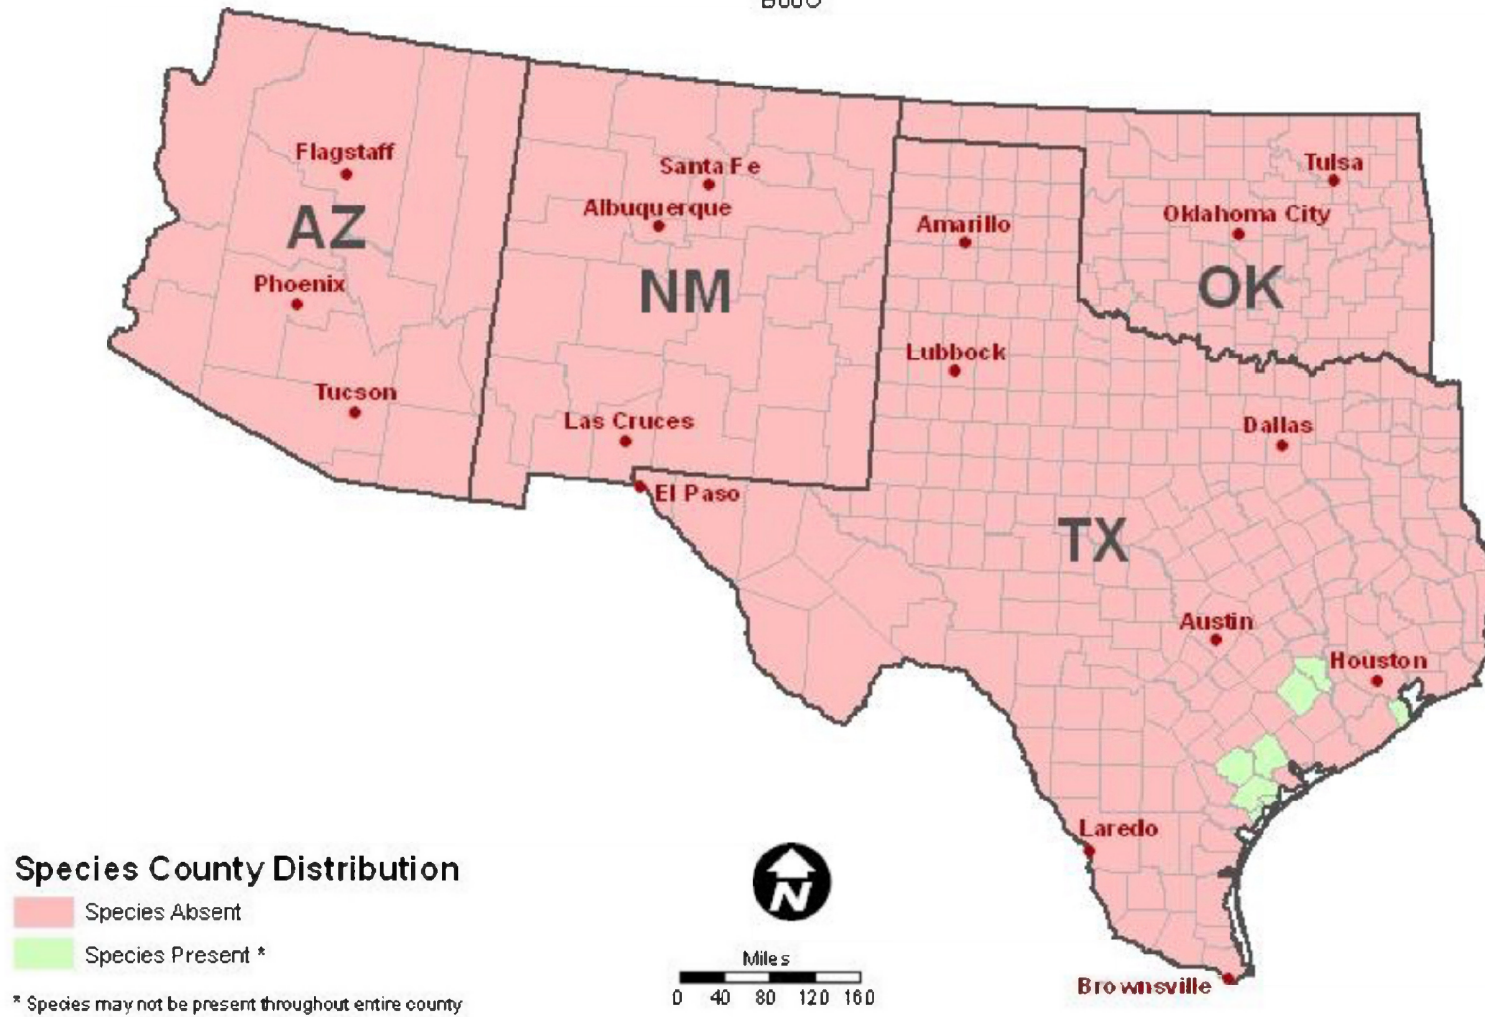 Flagstaff
Santa Fe
Tulsa
Albuquerque
Oklahoma City
Amarillo
AZ
NM
OK
Phoenix
Lubbock
Tucson
Las Cruces
Dallas
El Paso
TX
Austin
Houston
Laredo
Species County Distribution
Species Absent
Species Present *
* Species may not be present throughout entire county
N
Miles
0 40 80 120 160
Brownsville